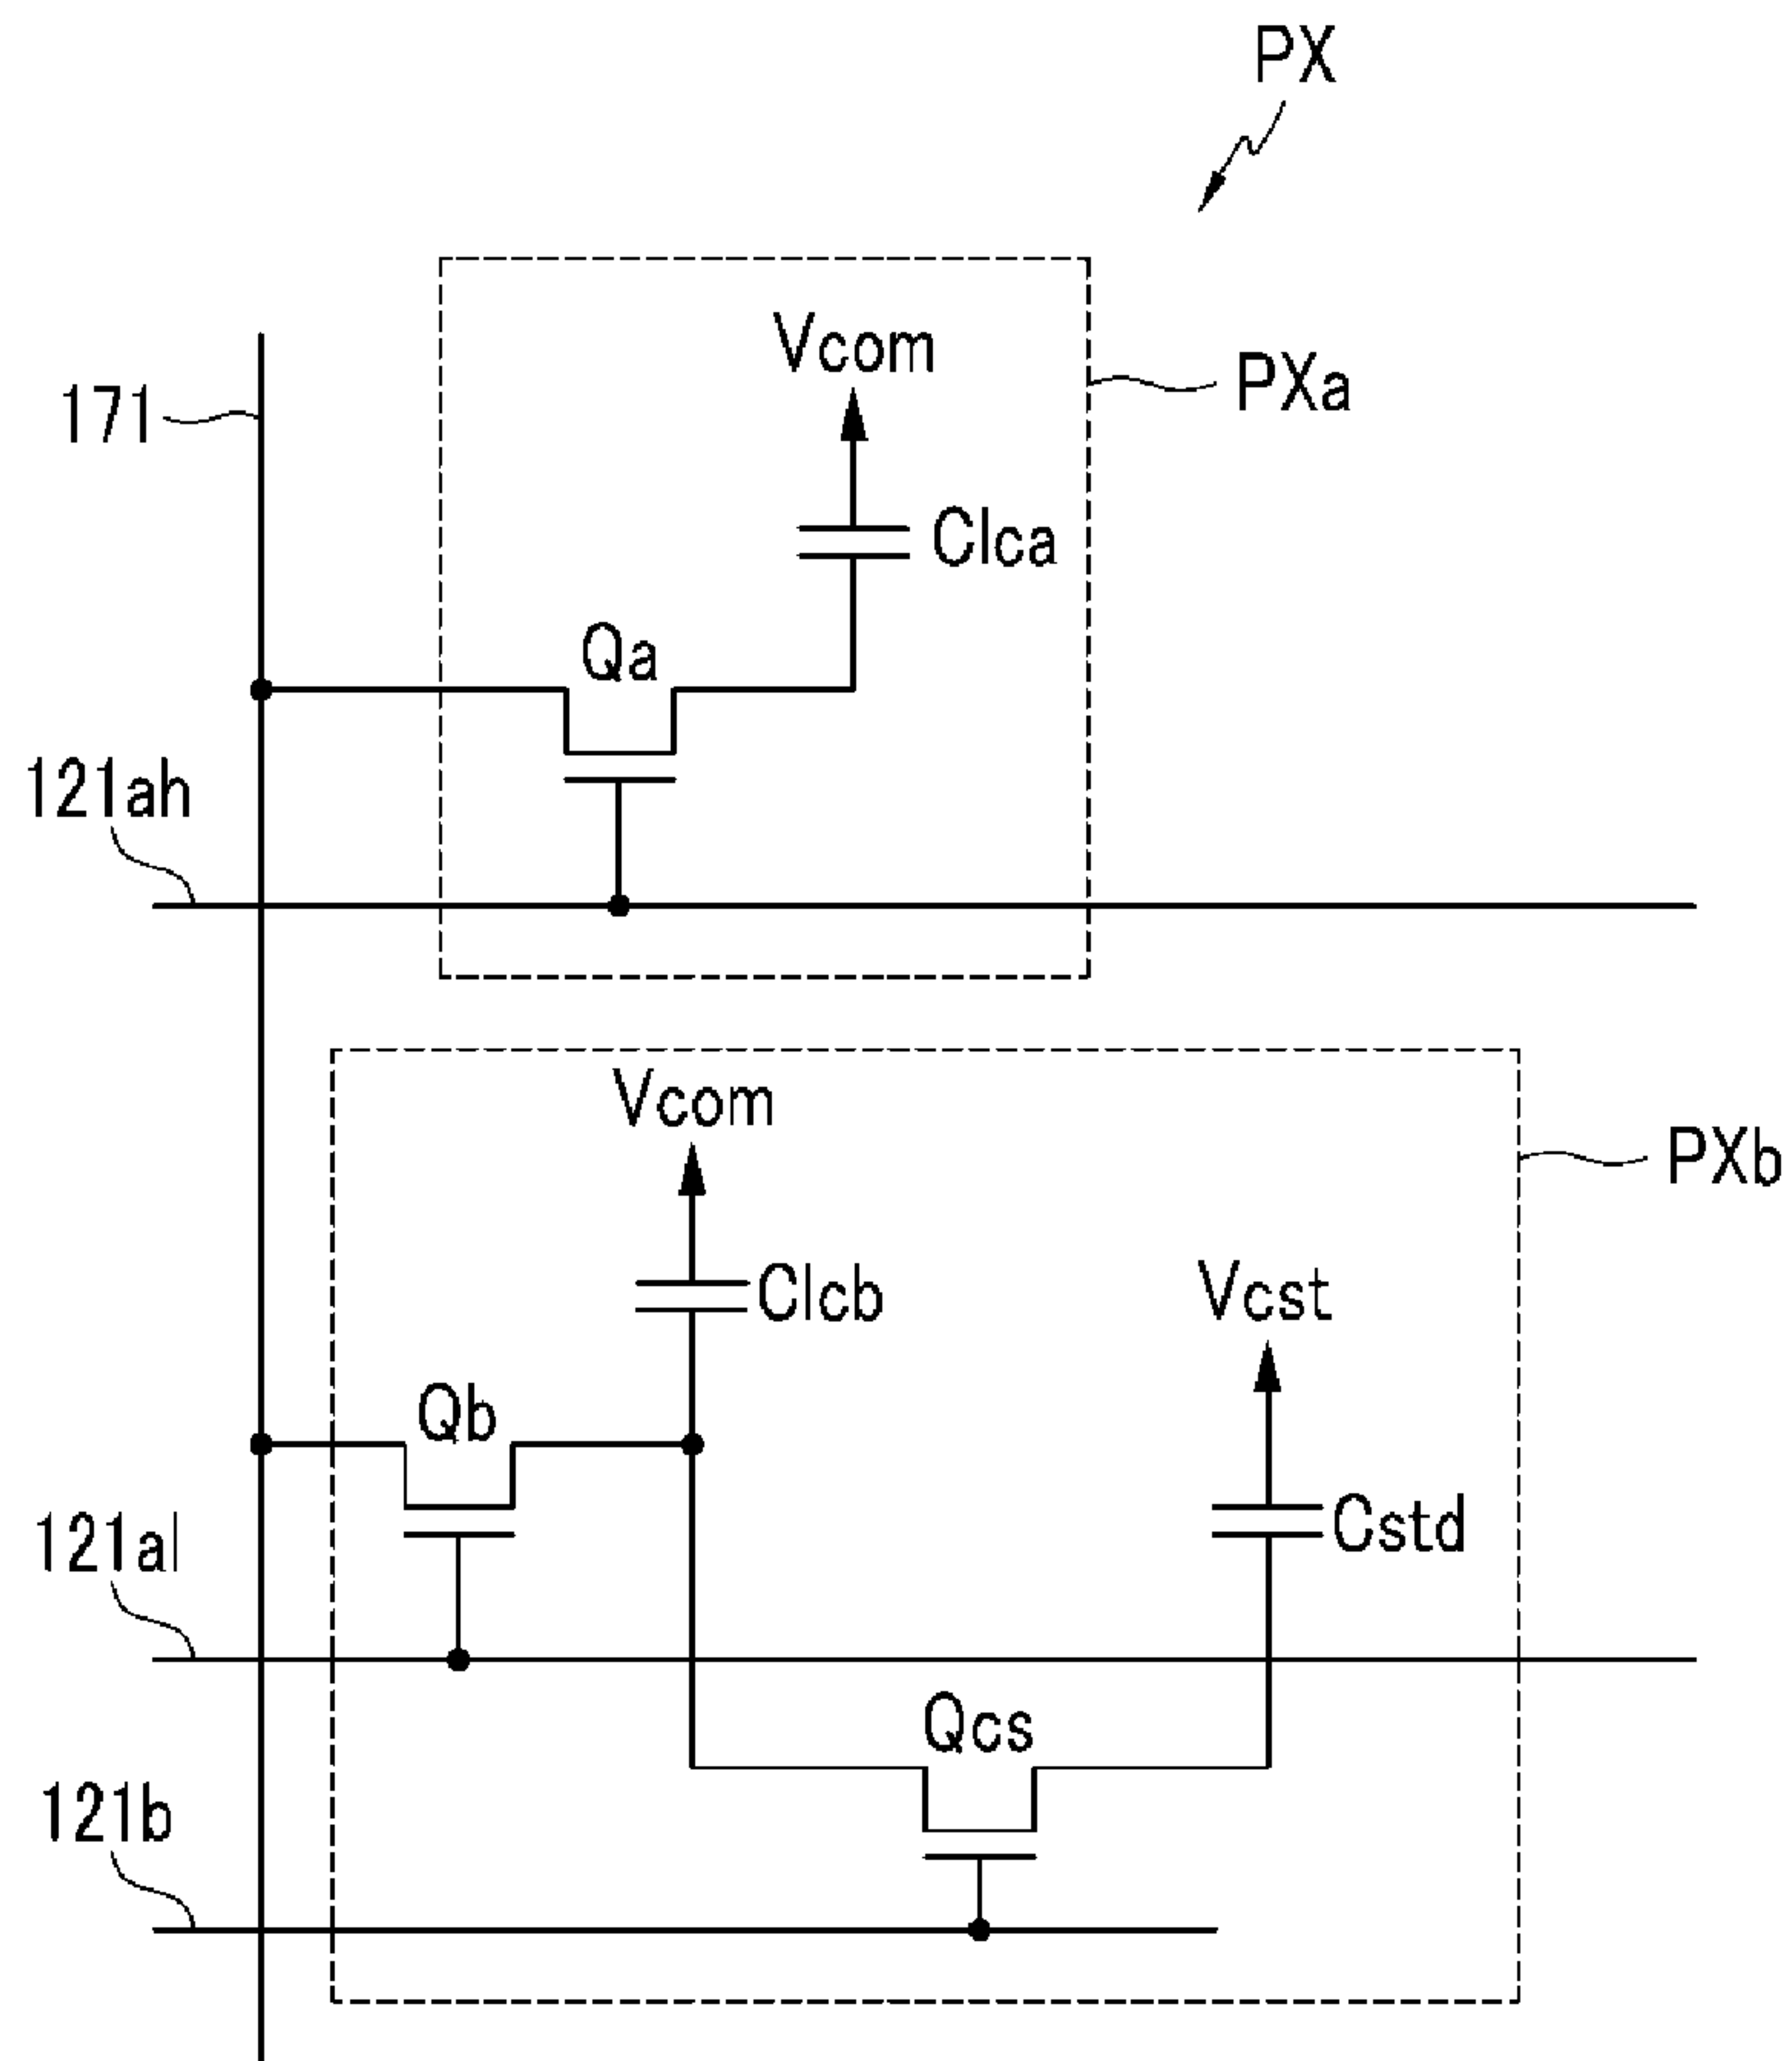 PX
Vcom
PXa
171
Clca
Qa
121ah
Vcom
PXb
Clcb
Vcst
Qb
Cstd
121al
Qcs
121b